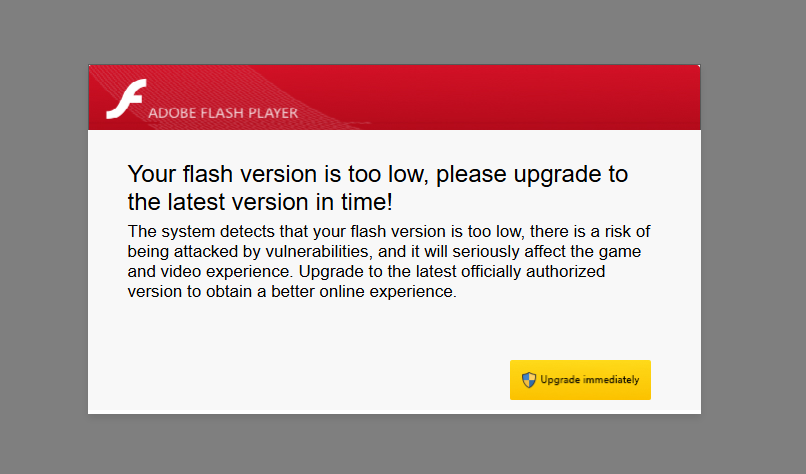 ADOBE FLASH PLAYER
Your flash version is too low, please upgrade to
the latest version in time!
The system detects that your flash version is too low, there is a risk of
being attacked by vulnerabilities, and it will seriously affect the game
and video experience. Upgrade to the latest officially authorized
version to obtain a better online experience.
Upgrade immediately